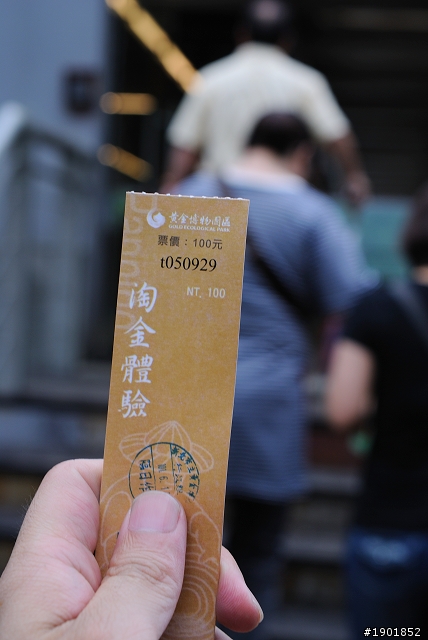 黃金博物園區
GOLD ECOLOGICAL PARK
票價：100元
t050929
NT. 100
淘金體驗
#1901852